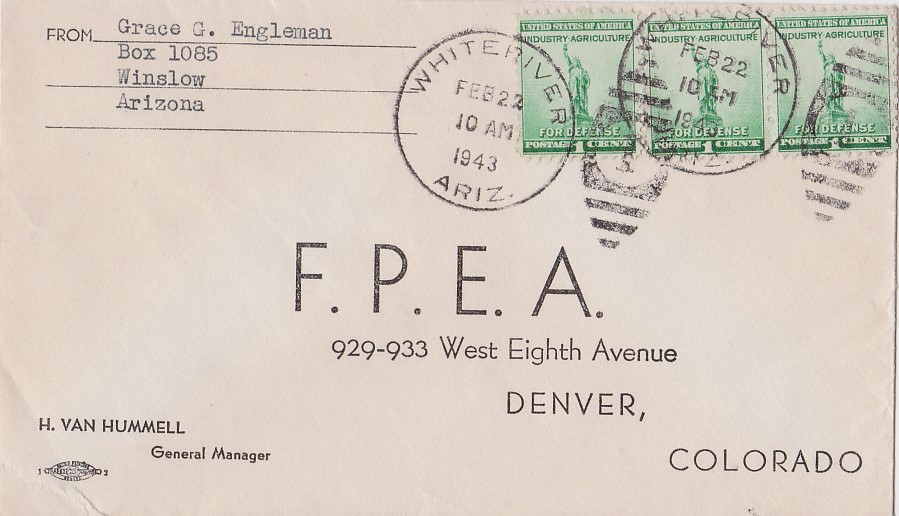 FROM Grace G. Engleman
Box 1085
Winslow
Arizona
WHITERIVER
FEB 22
10 AM
1943
ARIZ.
WHITERIVER
FEB 22
10 AM
ARIZ.
UNITED STATES OF AMERICA
INDUSTRY·AGRICULTURE
FOR DEFENSE
POSTAGE 1 CENT
UNITED STATES OF AMERICA
INDUSTRY·AGRICULTURE
FOR DEFENSE
POSTAGE 1 CENT
UNITED STATES OF AMERICA
INDUSTRY·AGRICULTURE
FOR DEFENSE
POSTAGE 1 CENT
F. P. E. A.
929-933 West Eighth Avenue
DENVER,
COLORADO
H. VAN HUMMELL
General Manager